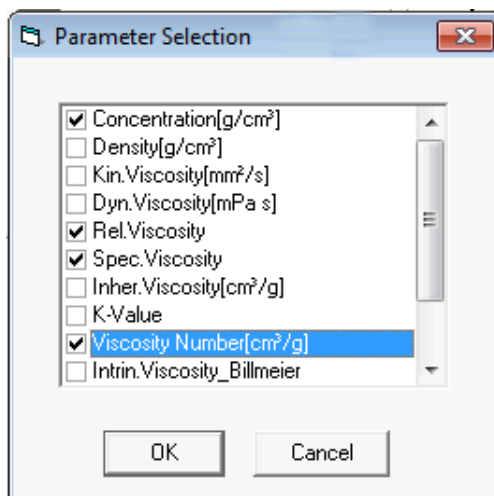 Parameter Selection
Concentration[g/cm³]
Density[g/cm³]
Kin.Viscosity[mm²/s]
Dyn.Viscosity[mPa s]
Rel.Viscosity
Spec.Viscosity
Inher.Viscosity[cm³/g]
K-Value
Viscosity Number[cm³/g]
Intrin.Viscosity_Billmeier
OK Cancel